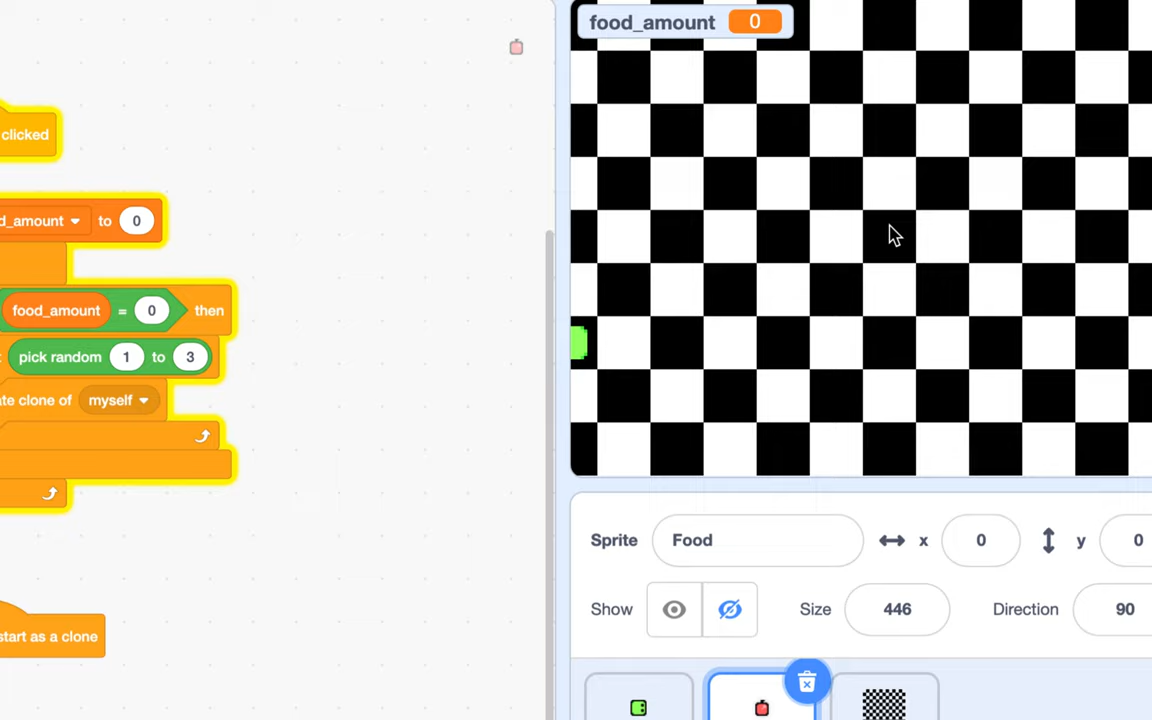 food_amount 0
clicked
d_amount to 0
food_amount = 0 then
pick random 1 to 3
te clone of myself
start as a clone
Sprite Food x 0 y 0
Show Size 446 Direction 90